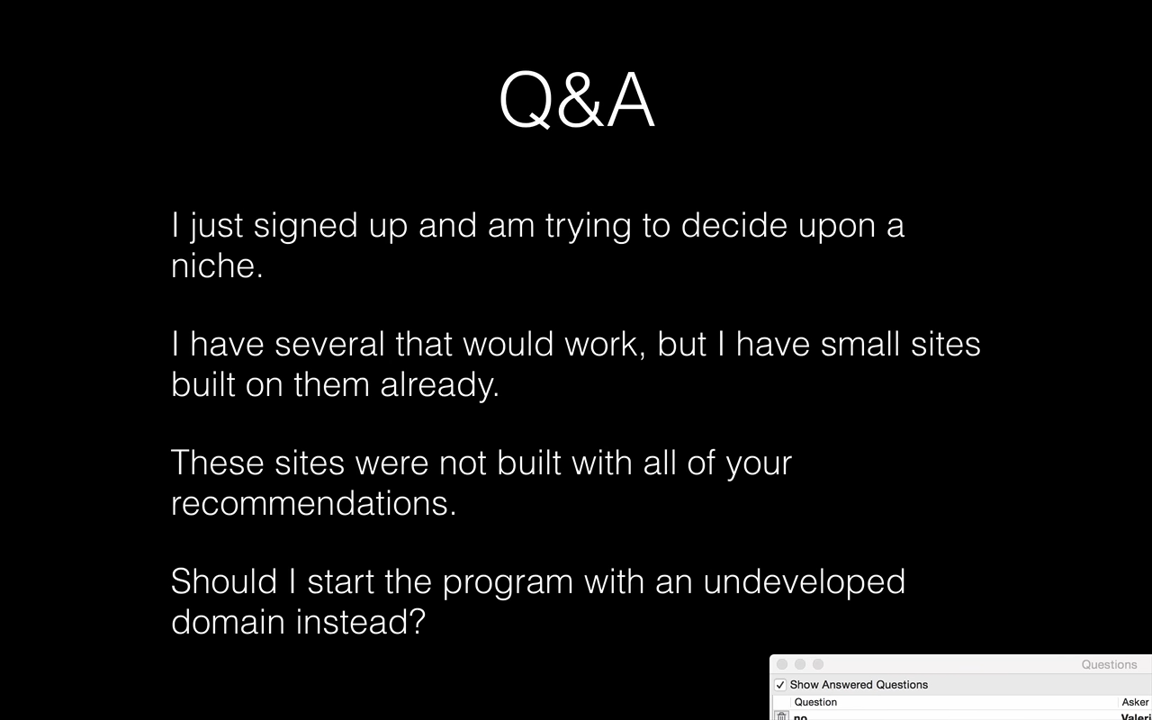 Q&A
I just signed up and am trying to decide upon a
niche.
I have several that would work, but I have small sites
built on them already.
These sites were not built with all of your
recommendations.
Should I start the program with an undeveloped
domain instead?
Questions
Show Answered Questions
Question Asker
no